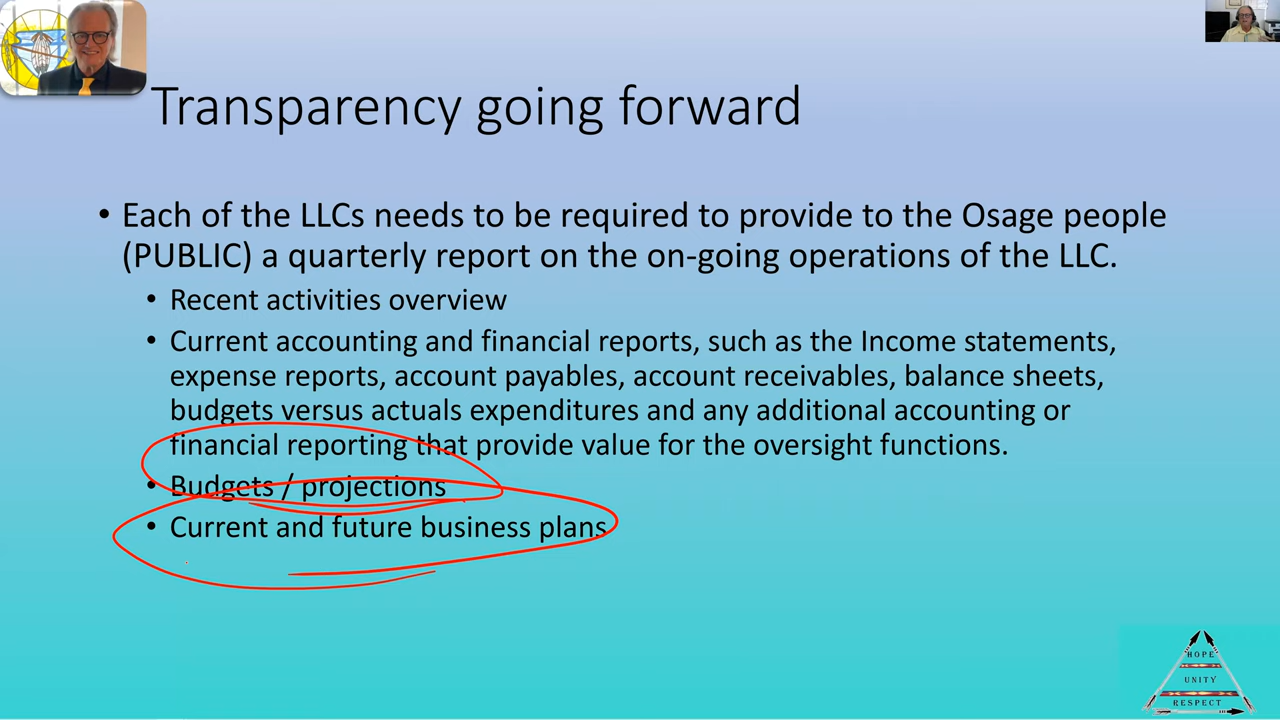 Transparency going forward
• Each of the LLCs needs to be required to provide to the Osage people
(PUBLIC) a quarterly report on the on-going operations of the LLC.
• Recent activities overview
• Current accounting and financial reports, such as the Income statements,
expense reports, account payables, account receivables, balance sheets,
budgets versus actuals expenditures and any additional accounting or
financial reporting that provide value for the oversight functions.
• Budgets / projections
• Current and future business plans
HOPE
UNITY
RESPECT